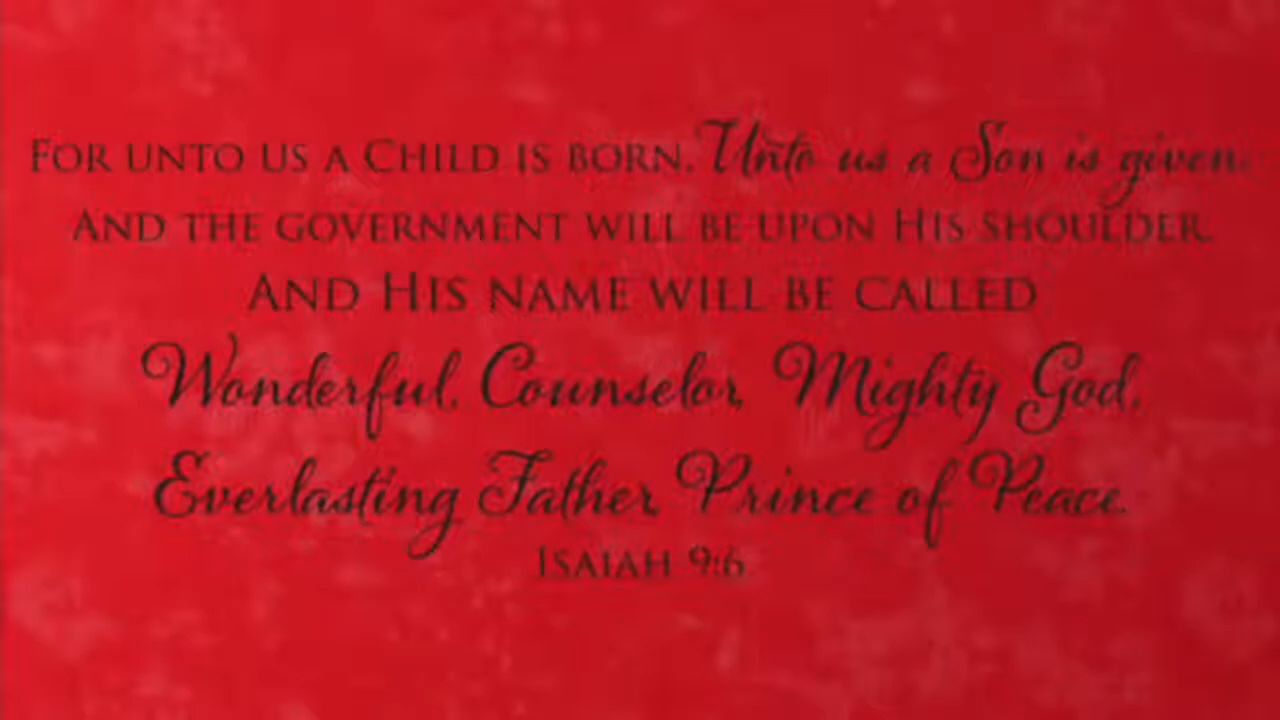 For unto us a Child is born. Unto us a Son is given.
And the government will be upon His shoulder.
And His name will be called
Wonderful, Counselor, Mighty God,
Everlasting Father, Prince of Peace.
Isaiah 9:6